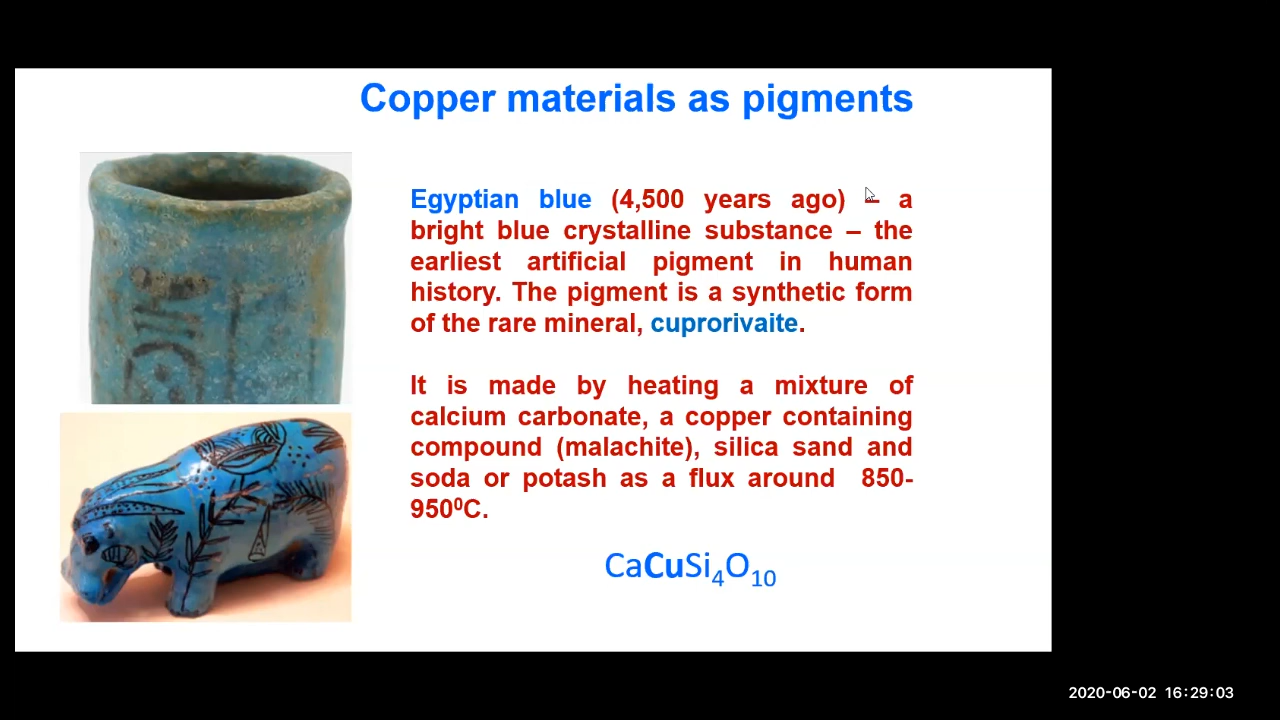 Copper materials as pigments
Egyptian blue (4,500 years ago) – a
bright blue crystalline substance – the
earliest artificial pigment in human
history. The pigment is a synthetic form
of the rare mineral, cuprorivaite.
It is made by heating a mixture of
calcium carbonate, a copper containing
compound (malachite), silica sand and
soda or potash as a flux around 850-
950⁰C.
CaCuSi₄O₁₀
2020-06-02 16:29:03